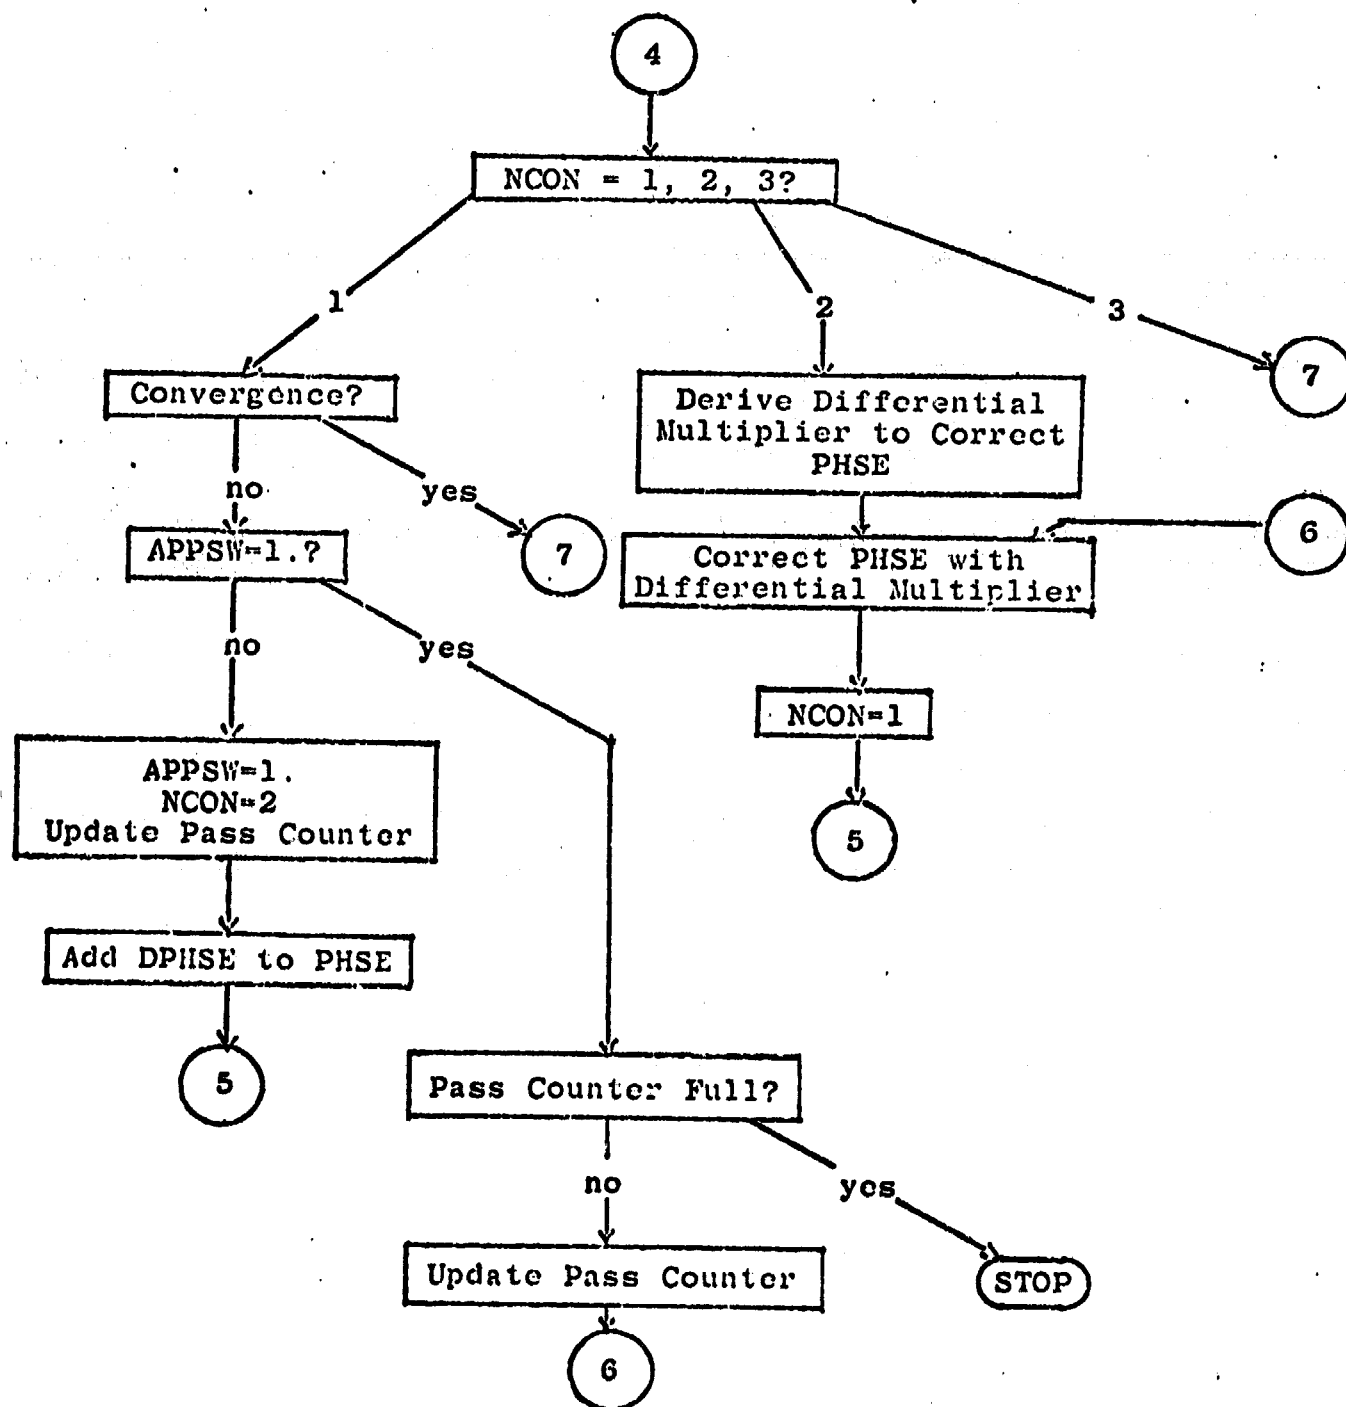 4
NCON = 1, 2, 3?
1
2
3
7
Convergence?
Derive Differential
Multiplier to Correct
PHSE
no
yes
6
APPSW=1.?
7
Correct PHSE with
Differential Multiplier
no
yes
NCON=1
APPSW=1.
NCON=2
Update Pass Counter
5
Add DPHSE to PHSE
5
Pass Counter Full?
no
yes
Update Pass Counter
STOP
6